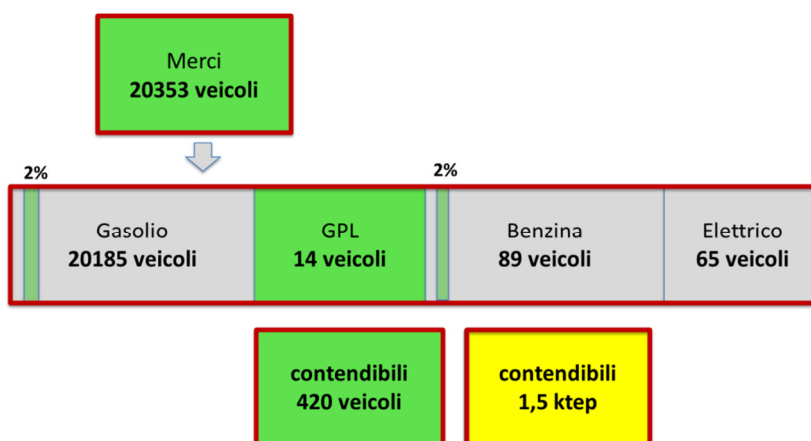 Merci
20353 veicoli
2%
2%
Gasolio
20185 veicoli
GPL
14 veicoli
Benzina
89 veicoli
Elettrico
65 veicoli
contendibili
420 veicoli
contendibili
1,5 ktep